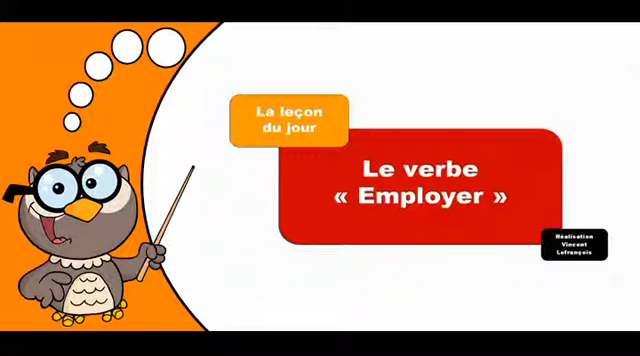 La leçon
du jour
Le verbe
« Employer »
Réalisation
Vincent
Lefrançois